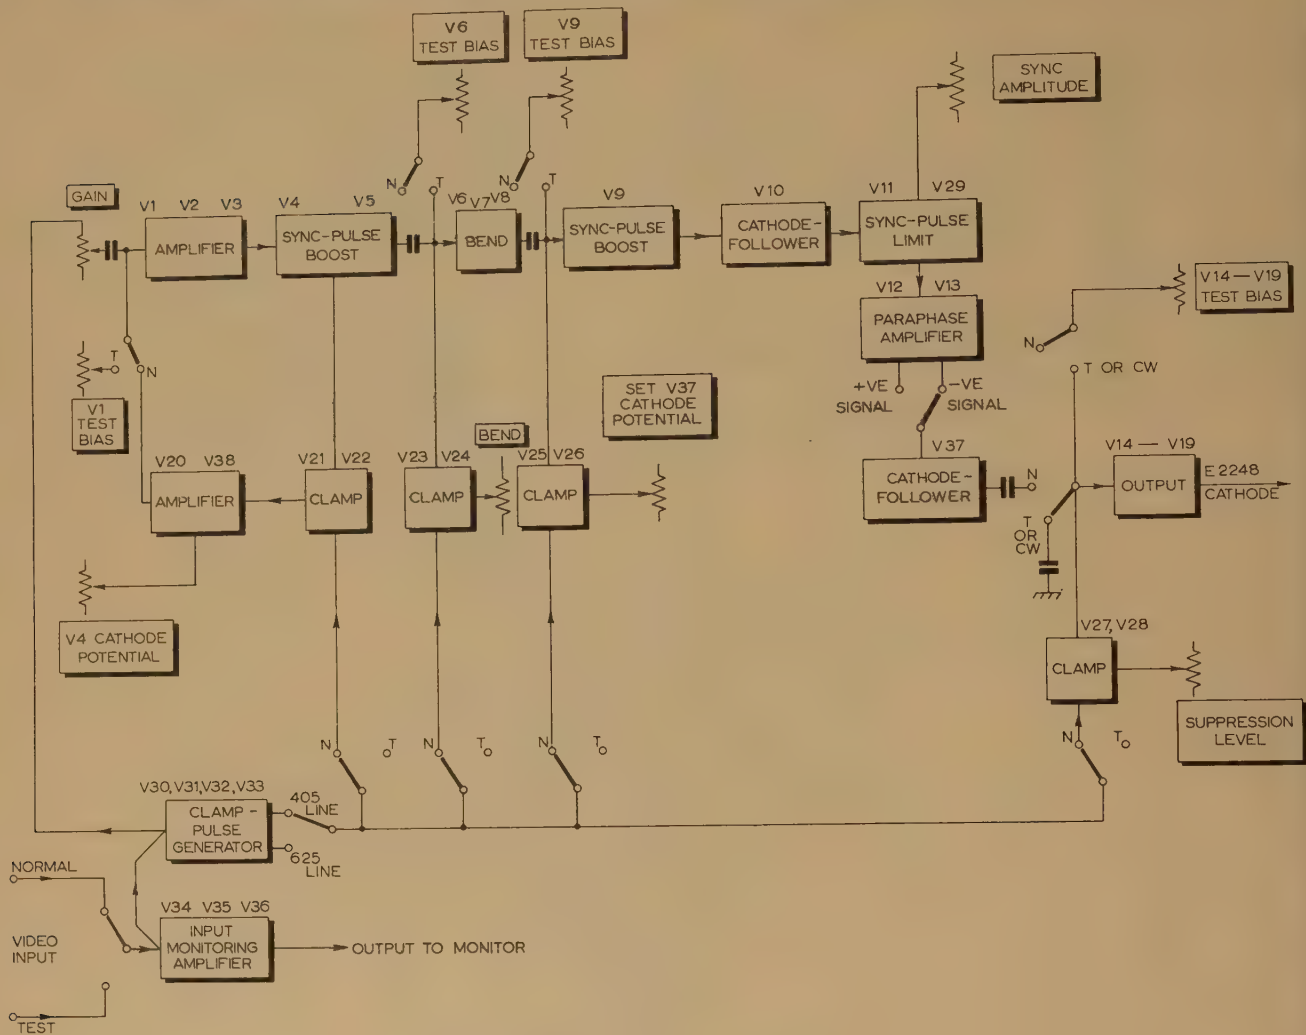 V6
TEST BIAS
V9
TEST BIAS
SYNC
AMPLITUDE
N
T
N
T
GAIN
V1 V2 V3
AMPLIFIER
V4 V5
SYNC-PULSE
BOOST
V6 V7 V8
BEND
V9
SYNC-PULSE
BOOST
V10
CATHODE-
FOLLOWER
V11 V29
SYNC-PULSE
LIMIT
V12 V13
PARAPHASE
AMPLIFIER
+VE
SIGNAL
-VE
SIGNAL
V14 — V19
TEST BIAS
N
T OR CW
T
N
V1
TEST
BIAS
SET V37
CATHODE
POTENTIAL
BEND
V20 V38
AMPLIFIER
V21 V22
CLAMP
V23 V24
CLAMP
V25 V26
CLAMP
V37
CATHODE-
FOLLOWER
N
T
OR
CW
V14 — V19
OUTPUT
E2248
CATHODE
V4 CATHODE
POTENTIAL
V27, V28
CLAMP
SUPPRESSION
LEVEL
N
T
N
T
N
T
N
T
V30, V31, V32, V33
CLAMP-
PULSE
GENERATOR
405
LINE
625
LINE
NORMAL
VIDEO
INPUT
TEST
V34 V35 V36
INPUT
MONITORING
AMPLIFIER
OUTPUT TO MONITOR